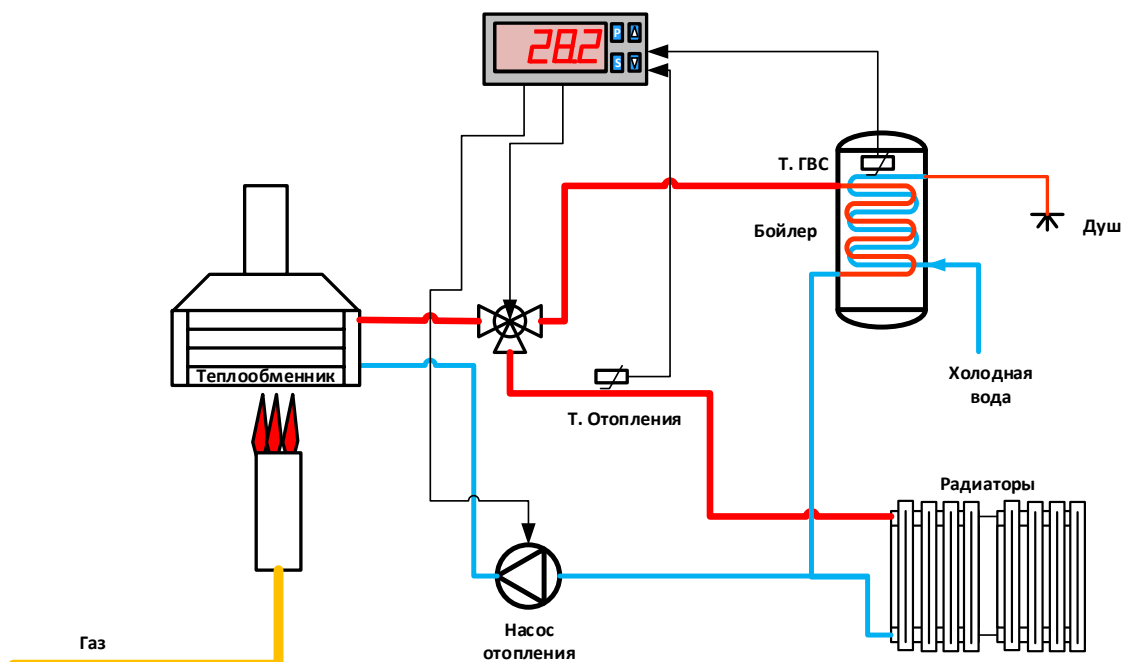 28.2
P
S
Т. ГВС
Бойлер
Душ
Теплообменник
Холодная
вода
Т. Отопления
Радиаторы
Насос
отопления
Газ